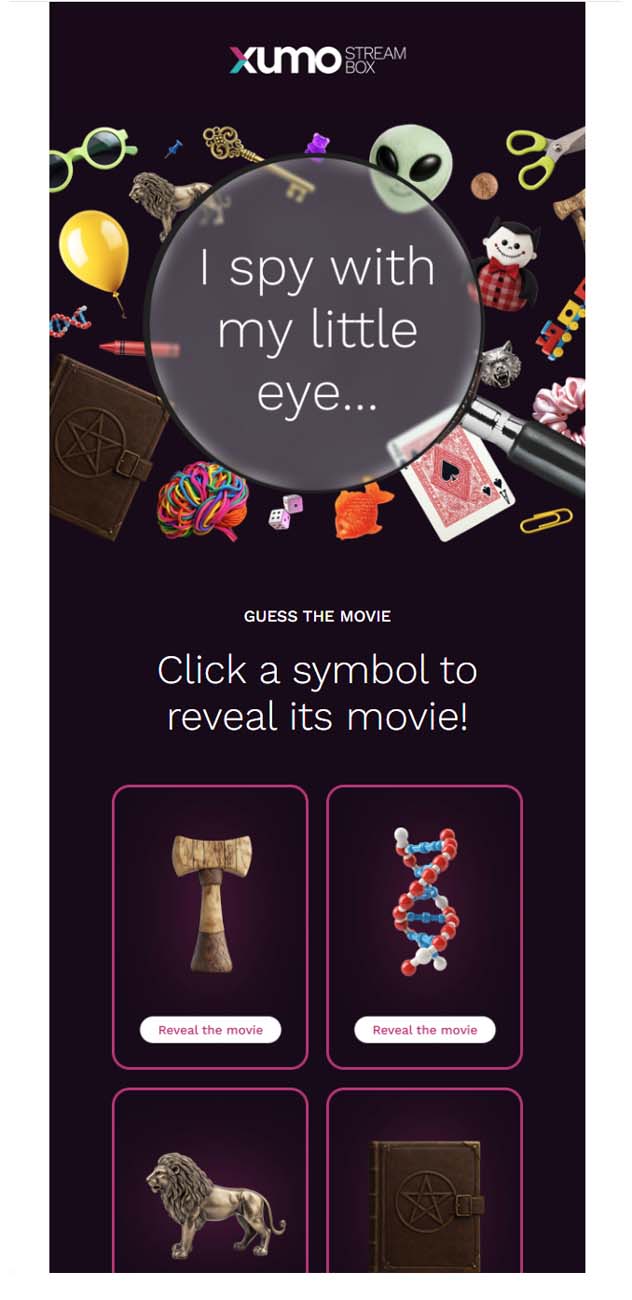 xumo STREAM
BOX
I spy with
my little
eye...
GUESS THE MOVIE
Click a symbol to
reveal its movie!
Reveal the movie
Reveal the movie